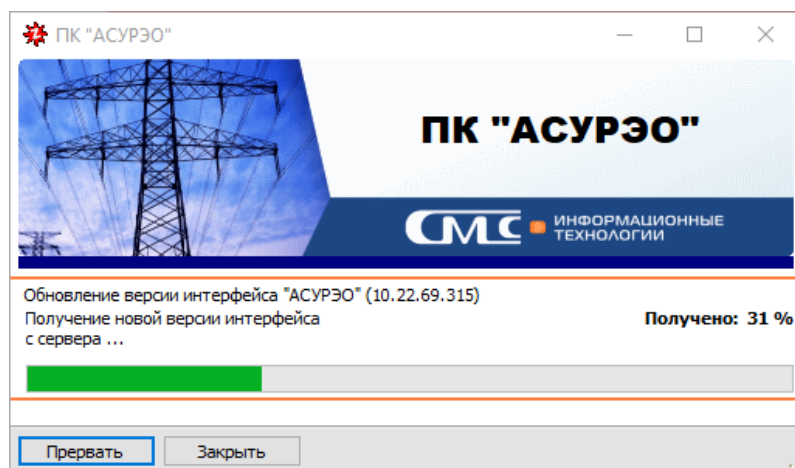 ПК "АСУРЭО"
ПК "АСУРЭО"
СМС ИНФОРМАЦИОННЫЕ
ТЕХНОЛОГИИ
Обновление версии интерфейса "АСУРЭО" (10.22.69.315)
Получение новой версии интерфейса Получено: 31 %
с сервера ...
Прервать Закрыть